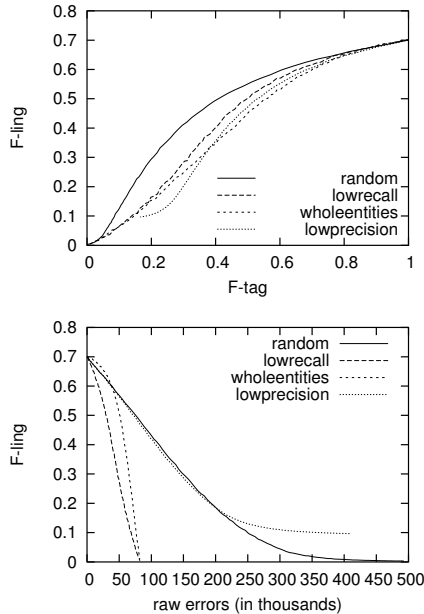 0.8
0.7
0.6
0.5
0.4
0.3
0.2
0.1
0
F-ling
random
lowrecall
wholeentities
lowprecision
0 0.2 0.4 0.6 0.8 1
F-tag
0.8
0.7
0.6
0.5
0.4
0.3
0.2
0.1
0
F-ling
random
lowrecall
wholeentities
lowprecision
0 50 100 150 200 250 300 350 400 450 500
raw errors (in thousands)